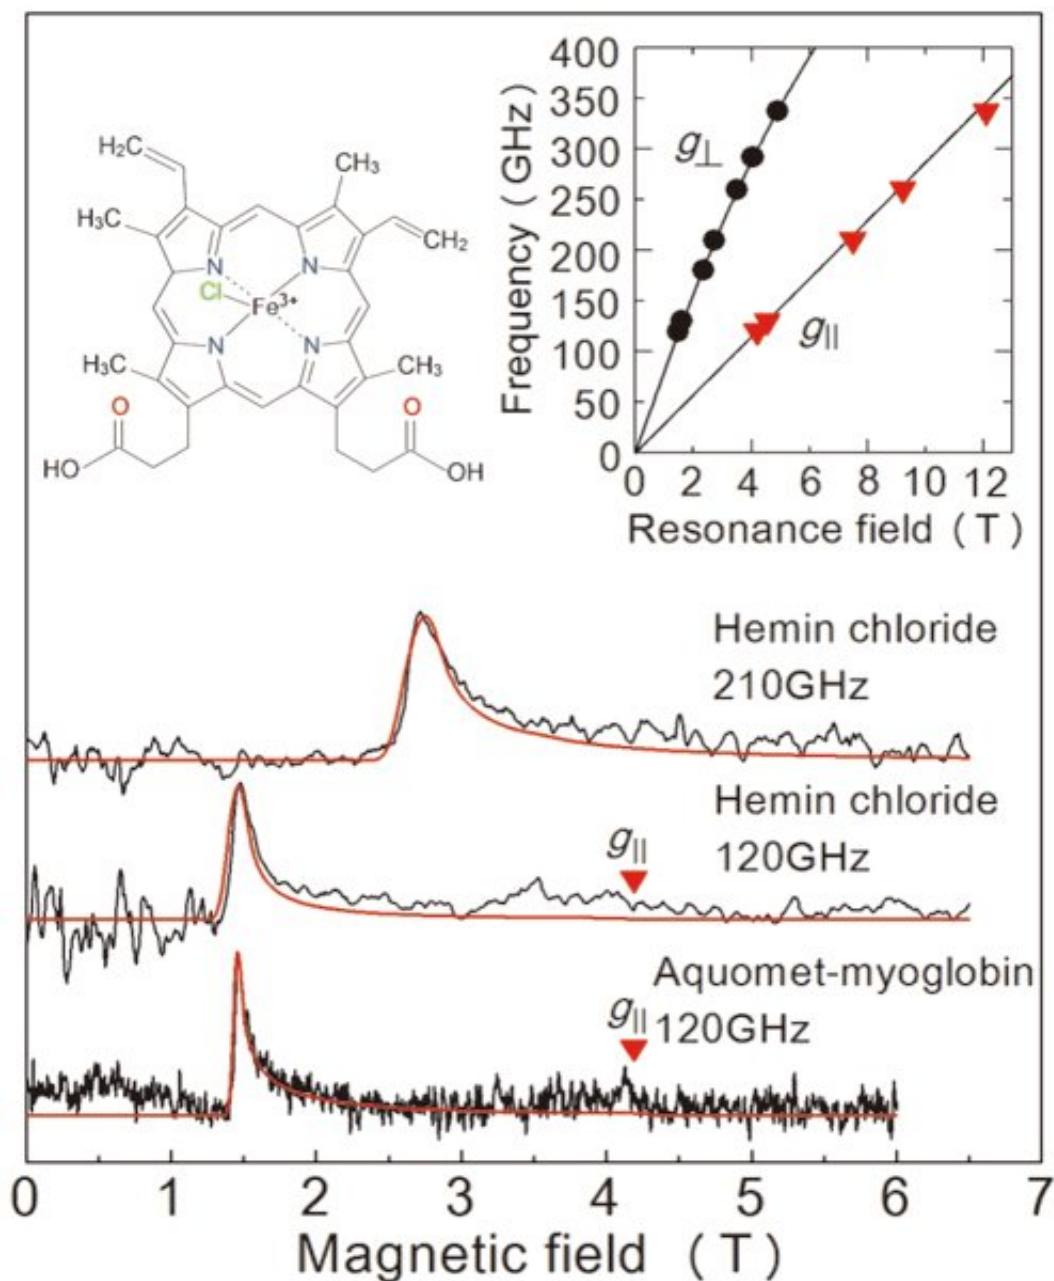 H₂C
CH₃
H₃C
CH₂
N
N
Cl
Fe³⁺
N
N
H₃C
CH₃
O
O
HO
OH
Frequency (GHz)
400
350
300
250
200
150
100
50
0
g⊥
g||
0 2 4 6 8 10 12
Resonance field (T)
Hemin chloride
210GHz
Hemin chloride
g||
120GHz
Aquomet-myoglobin
g||
120GHz
0 1 2 3 4 5 6 7
Magnetic field (T)